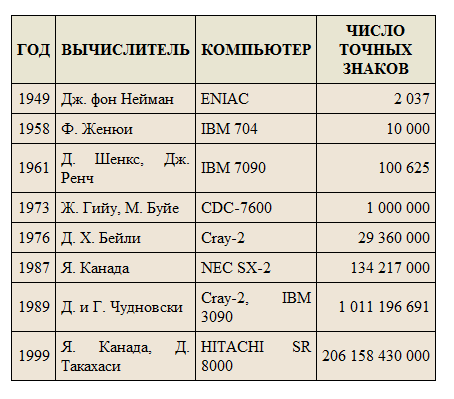 ГОД ВЫЧИСЛИТЕЛЬ КОМПЬЮТЕР ЧИСЛО ТОЧНЫХ ЗНАКОВ
1949 Дж. фон Нейман ENIAC 2 037
1958 Ф. Женюи IBM 704 10 000
1961 Д. Шенкс, Дж. Ренч IBM 7090 100 625
1973 Ж. Гийу, М. Буйе CDC-7600 1 000 000
1976 Д. Х. Бейли Cray-2 29 360 000
1987 Я. Канада NEC SX-2 134 217 000
1989 Д. и Г. Чудновски Cray-2, IBM 3090 1 011 196 691
1999 Я. Канада, Д. Такахаси HITACHI SR 8000 206 158 430 000